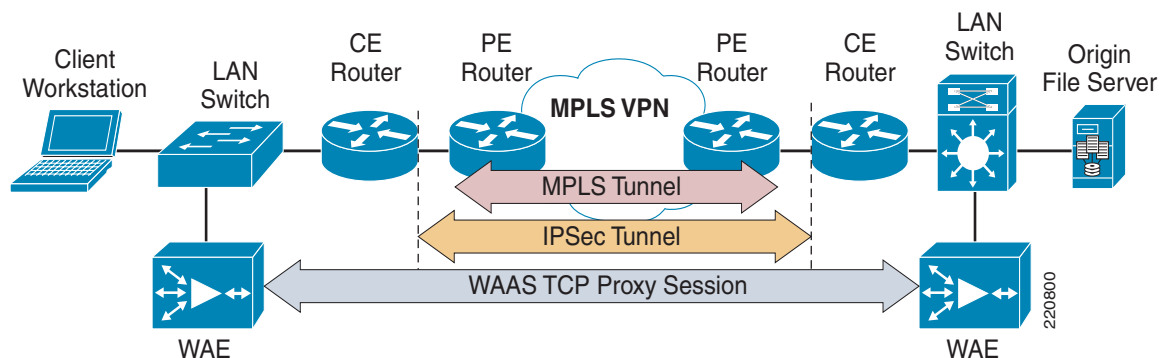 Client
Workstation
LAN
Switch
CE
Router
PE
Router
MPLS VPN
PE
Router
CE
Router
LAN
Switch
Origin
File Server
MPLS Tunnel
IPSec Tunnel
WAAS TCP Proxy Session
WAE
WAE
220800